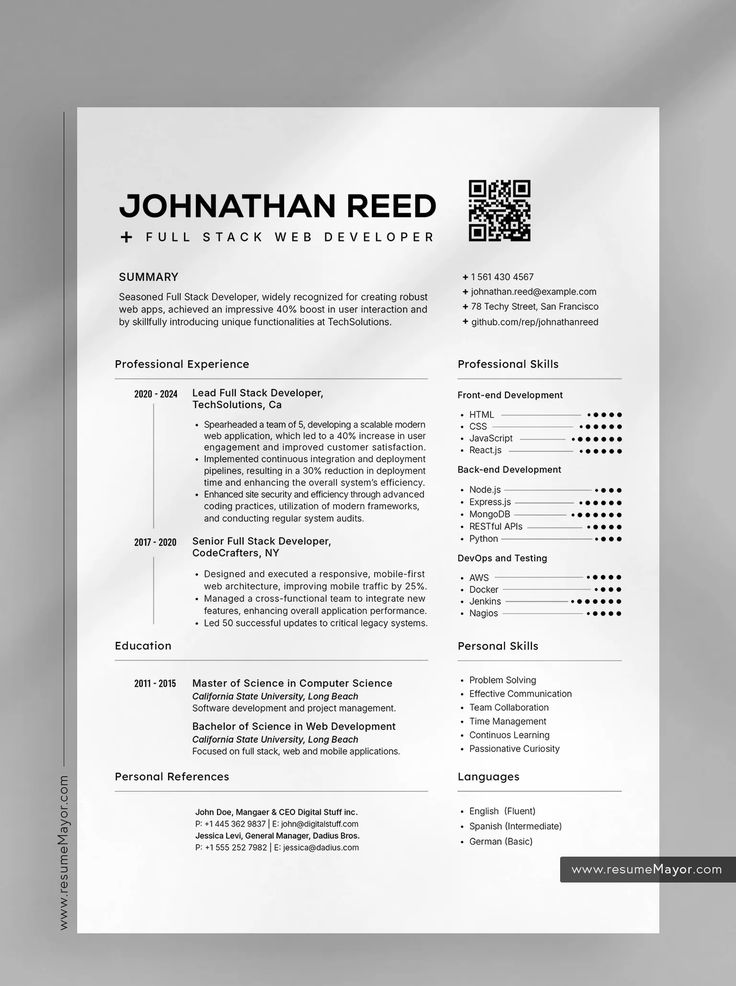 JOHNATHAN REED
+ FULL STACK WEB DEVELOPER
SUMMARY
Seasoned Full Stack Developer, widely recognized for creating robust
web apps, achieved an impressive 40% boost in user interaction and
by skillfully introducing unique functionalities at TechSolutions.
+ 1 561 430 4567
+ johnathan.reed@example.com
+ 78 Techy Street, San Francisco
+ github.com/rep/johnathanreed
Professional Experience
2020 - 2024
Lead Full Stack Developer,
TechSolutions, Ca
• Spearheaded a team of 5, developing a scalable modern
web application, which led to a 40% increase in user
engagement and improved customer satisfaction.
• Implemented continuous integration and deployment
pipelines, resulting in a 30% reduction in deployment
time and enhancing the overall system's efficiency.
• Enhanced site security and efficiency through advanced
coding practices, utilization of modern frameworks,
and conducting regular system audits.
2017 - 2020
Senior Full Stack Developer,
CodeCrafters, NY
• Designed and executed a responsive, mobile-first
web architecture, improving mobile traffic by 25%.
• Managed a cross-functional team to integrate new
features, enhancing overall application performance.
• Led 50 successful updates to critical legacy systems.
Education
2011 - 2015
Master of Science in Computer Science
California State University, Long Beach
Software development and project management.
Bachelor of Science in Web Development
California State University, Long Beach
Focused on full stack, web and mobile applications.
Personal References
John Doe, Mangaer & CEO Digital Stuff inc.
P: +1 445 362 9837 | E: john@digitalstuff.com
Jessica Levi, General Manager, Dadius Bros.
P: +1 555 252 7982 | E: jessica@dadius.com
Professional Skills
Front-end Development
• HTML
• CSS
• JavaScript
• React.js
Back-end Development
• Node.js
• Express.js
• MongoDB
• RESTful APIs
• Python
DevOps and Testing
• AWS
• Docker
• Jenkins
• Nagios
Personal Skills
• Problem Solving
• Effective Communication
• Team Collaboration
• Time Management
• Continuos Learning
• Passionative Curiosity
Languages
• English (Fluent)
• Spanish (Intermediate)
• German (Basic)
www.resumeMayor.com
www.resumeMayor.com